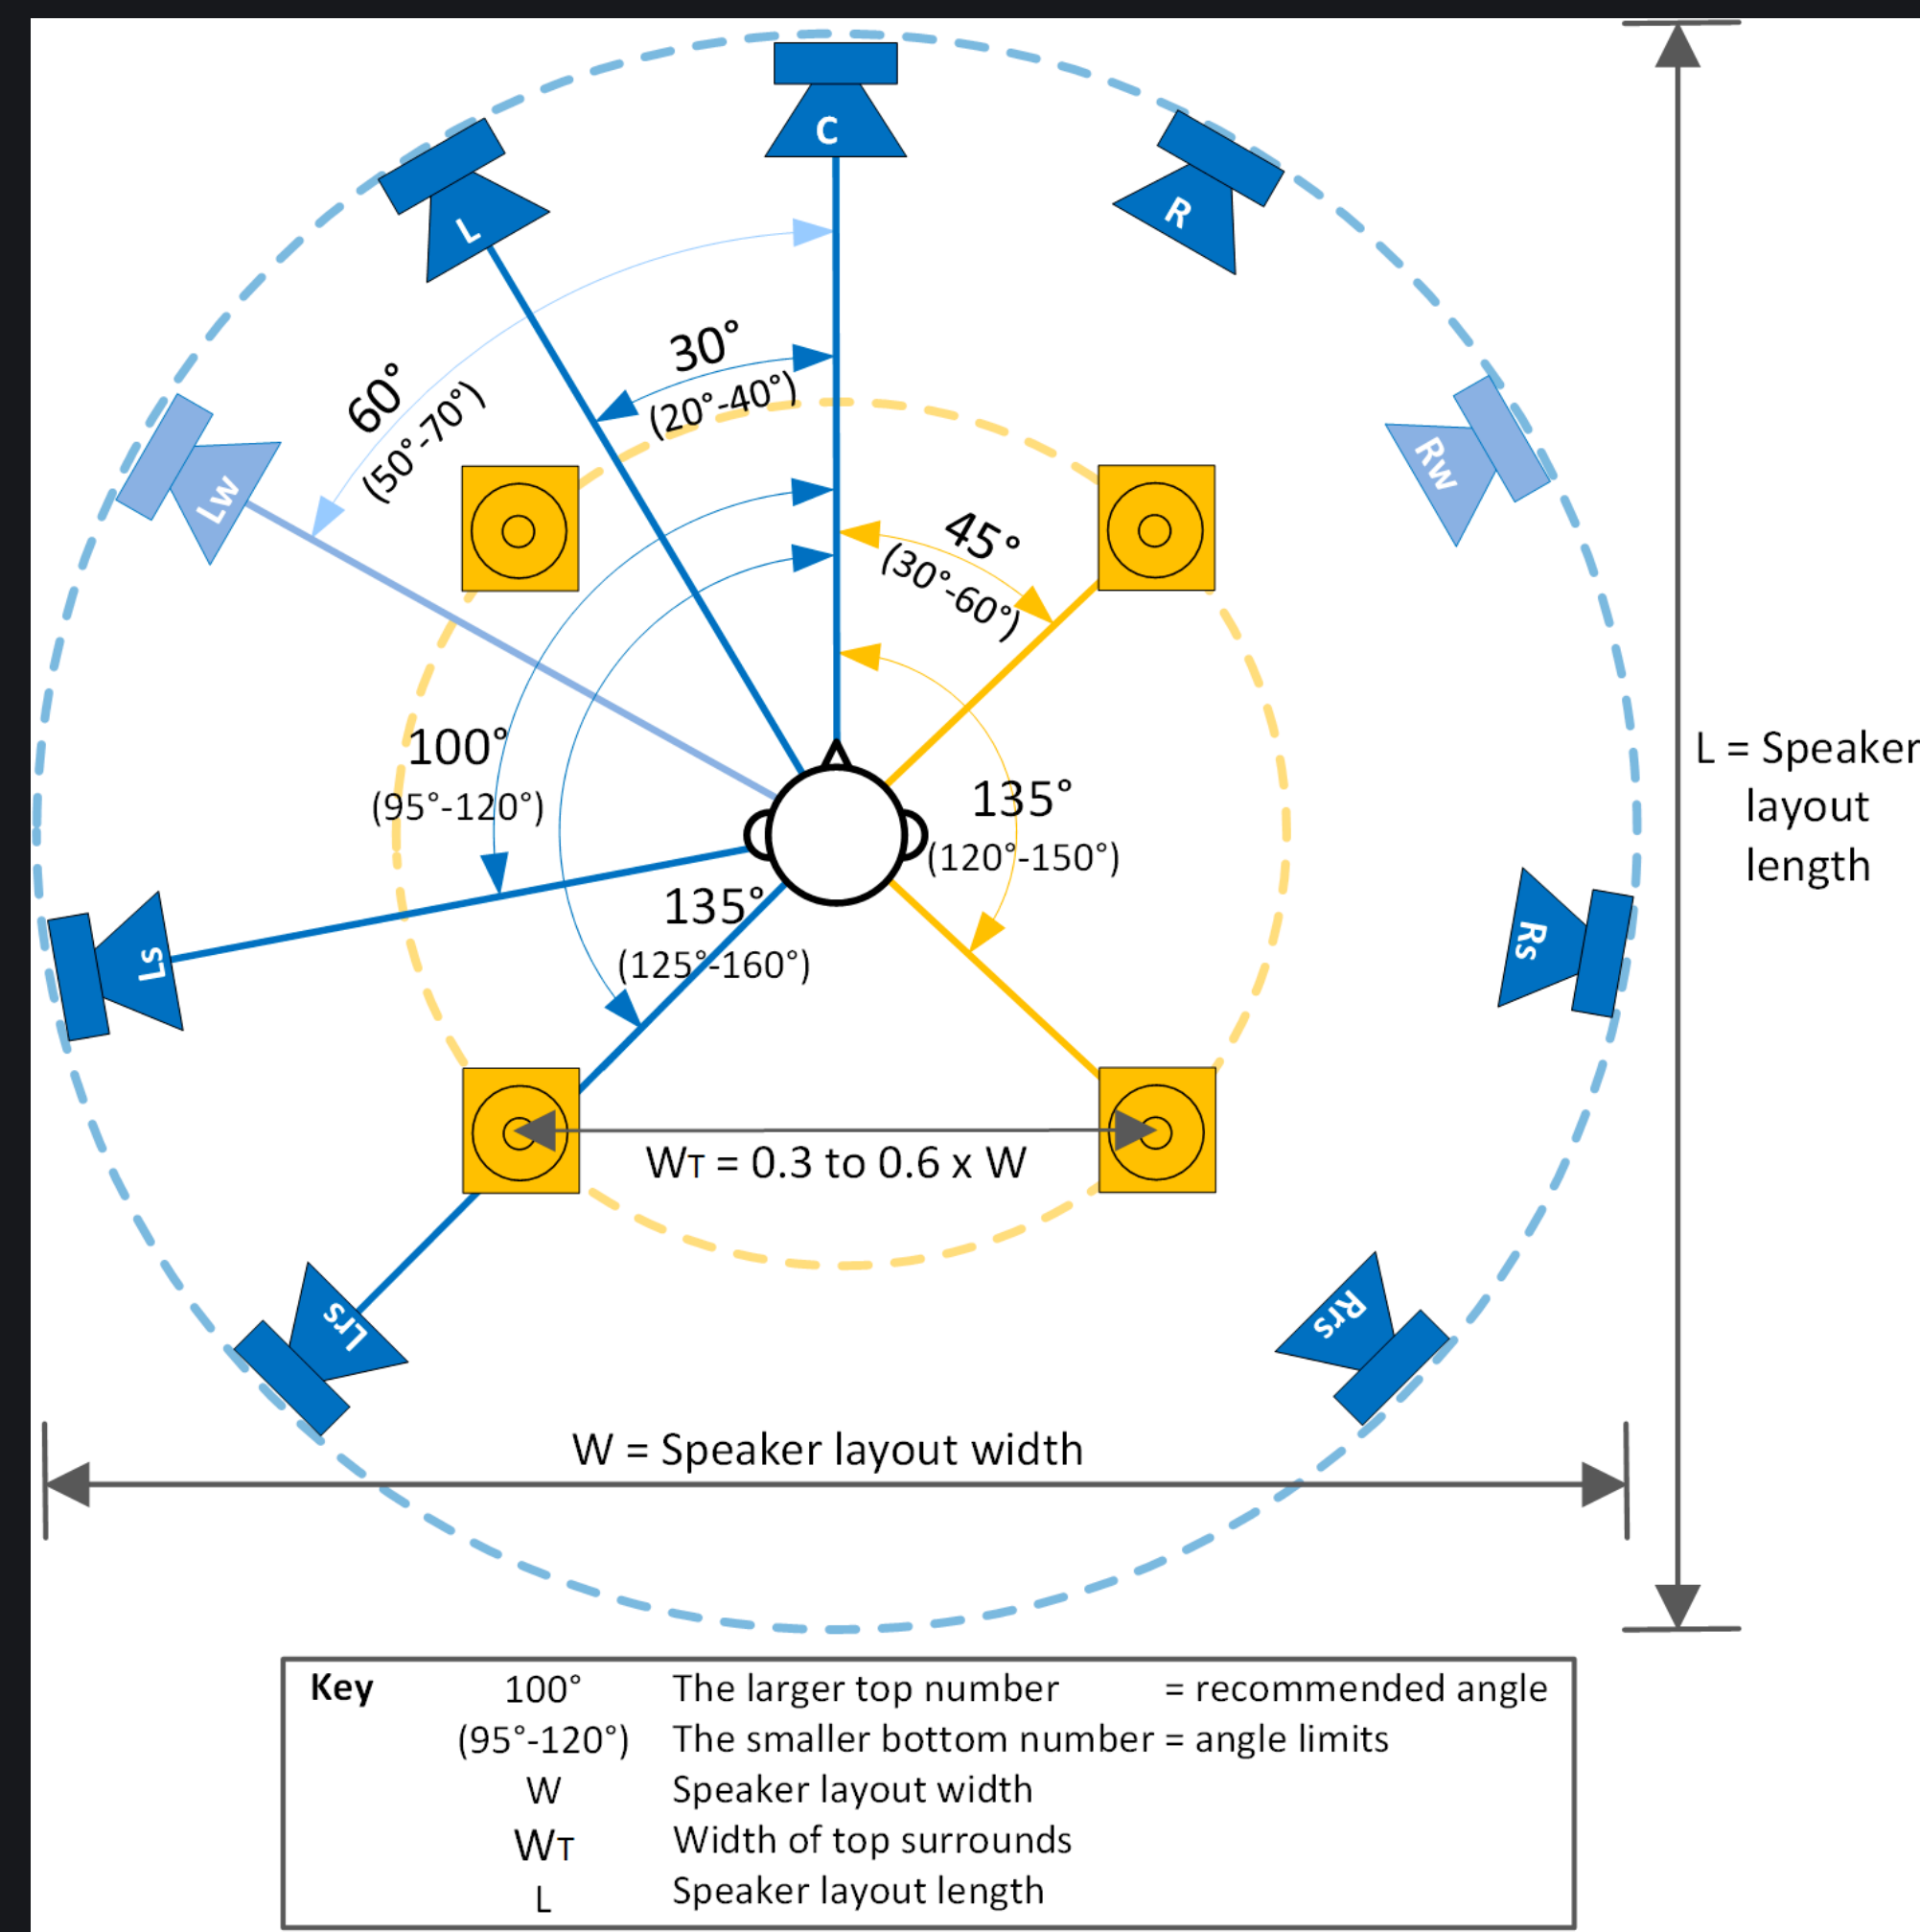 C
L
R
30°
(20°-40°)
60°
(50°-70°)
Lw
Rw
45°
(30°-60°)
100°
(95°-120°)
135°
(120°-150°)
L = Speaker
layout
length
135°
(125°-160°)
Ls
Rs
WT = 0.3 to 0.6 x W
Lrs
Rrs
W = Speaker layout width
Key 100° The larger top number = recommended angle
(95°-120°) The smaller bottom number = angle limits
W Speaker layout width
WT Width of top surrounds
L Speaker layout length